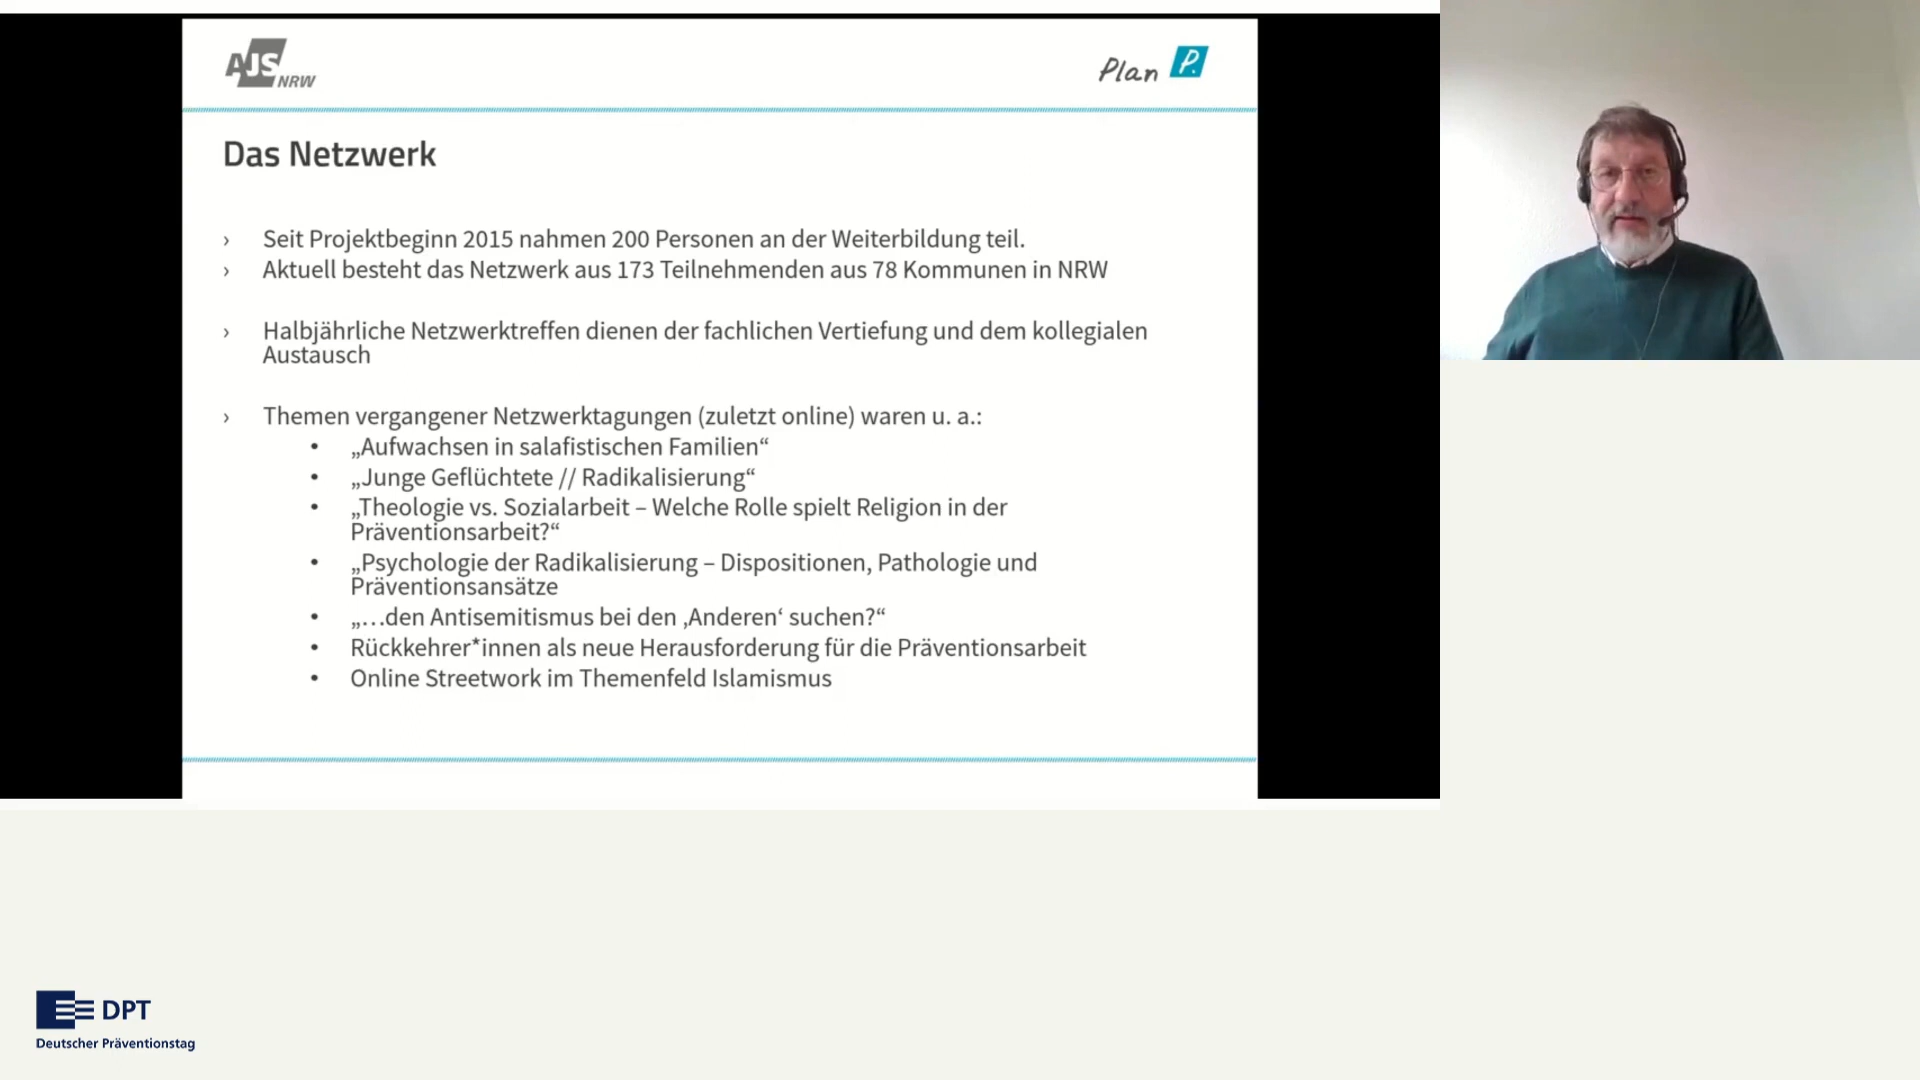 AJS NRW
Plan P.
Das Netzwerk
› Seit Projektbeginn 2015 nahmen 200 Personen an der Weiterbildung teil.
› Aktuell besteht das Netzwerk aus 173 Teilnehmenden aus 78 Kommunen in NRW
› Halbjährliche Netzwerktreffen dienen der fachlichen Vertiefung und dem kollegialen
Austausch
› Themen vergangener Netzwerktagungen (zuletzt online) waren u. a.:
• „Aufwachsen in salafistischen Familien“
• „Junge Geflüchtete // Radikalisierung“
• „Theologie vs. Sozialarbeit – Welche Rolle spielt Religion in der
Präventionsarbeit?“
• „Psychologie der Radikalisierung – Dispositionen, Pathologie und
Präventionsansätze
• „…den Antisemitismus bei den ‚Anderen‘ suchen?“
• Rückkehrer*innen als neue Herausforderung für die Präventionsarbeit
• Online Streetwork im Themenfeld Islamismus
DPT
Deutscher Präventionstag